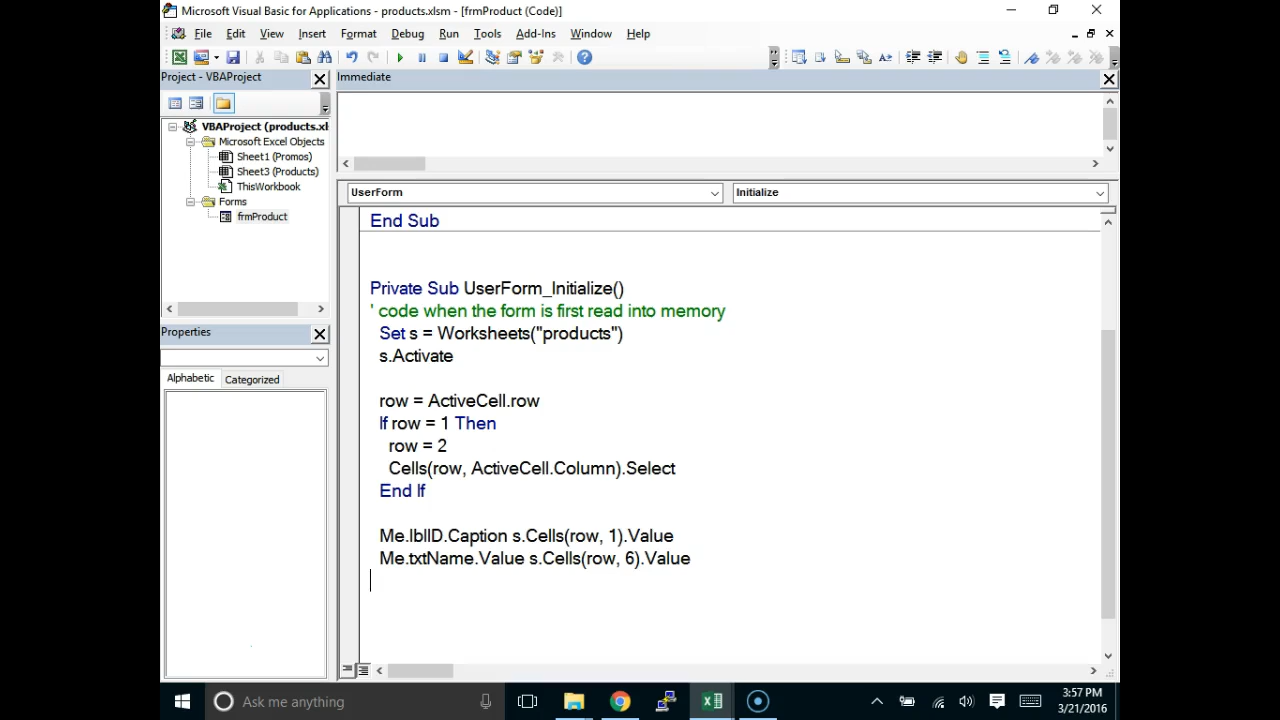 Microsoft Visual Basic for Applications - products.xlsm - [frmProduct (Code)]
File Edit View Insert Format Debug Run Tools Add-Ins Window Help
Project - VBAProject
Immediate
VBAProject (products.xl
Microsoft Excel Objects
Sheet1 (Promos)
Sheet3 (Products)
ThisWorkbook
Forms
frmProduct
Properties
Alphabetic Categorized
UserForm
Initialize
End Sub
Private Sub UserForm_Initialize()
' code when the form is first read into memory
Set s = Worksheets("products")
s.Activate
row = ActiveCell.row
If row = 1 Then
row = 2
Cells(row, ActiveCell.Column).Select
End If
Me.lblID.Caption s.Cells(row, 1).Value
Me.txtName.Value s.Cells(row, 6).Value
Ask me anything
3:57 PM
3/21/2016